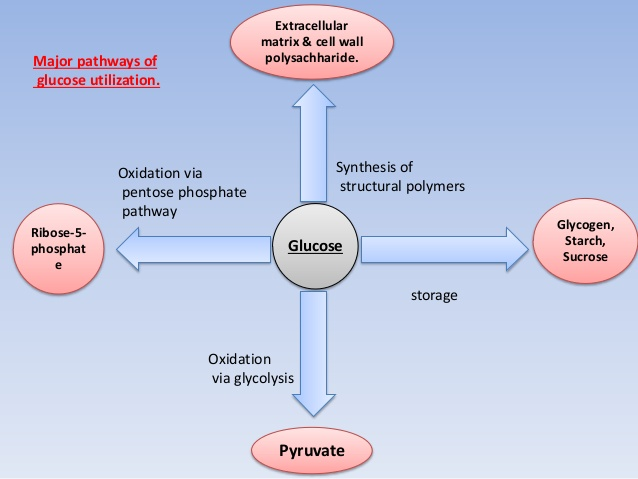 Extracellular
matrix & cell wall
polysachharide.
Major pathways of
glucose utilization.
Synthesis of
structural polymers
Oxidation via
pentose phosphate
pathway
Ribose-5-
phosphat
e
Glucose
Glycogen,
Starch,
Sucrose
storage
Oxidation
via glycolysis
Pyruvate